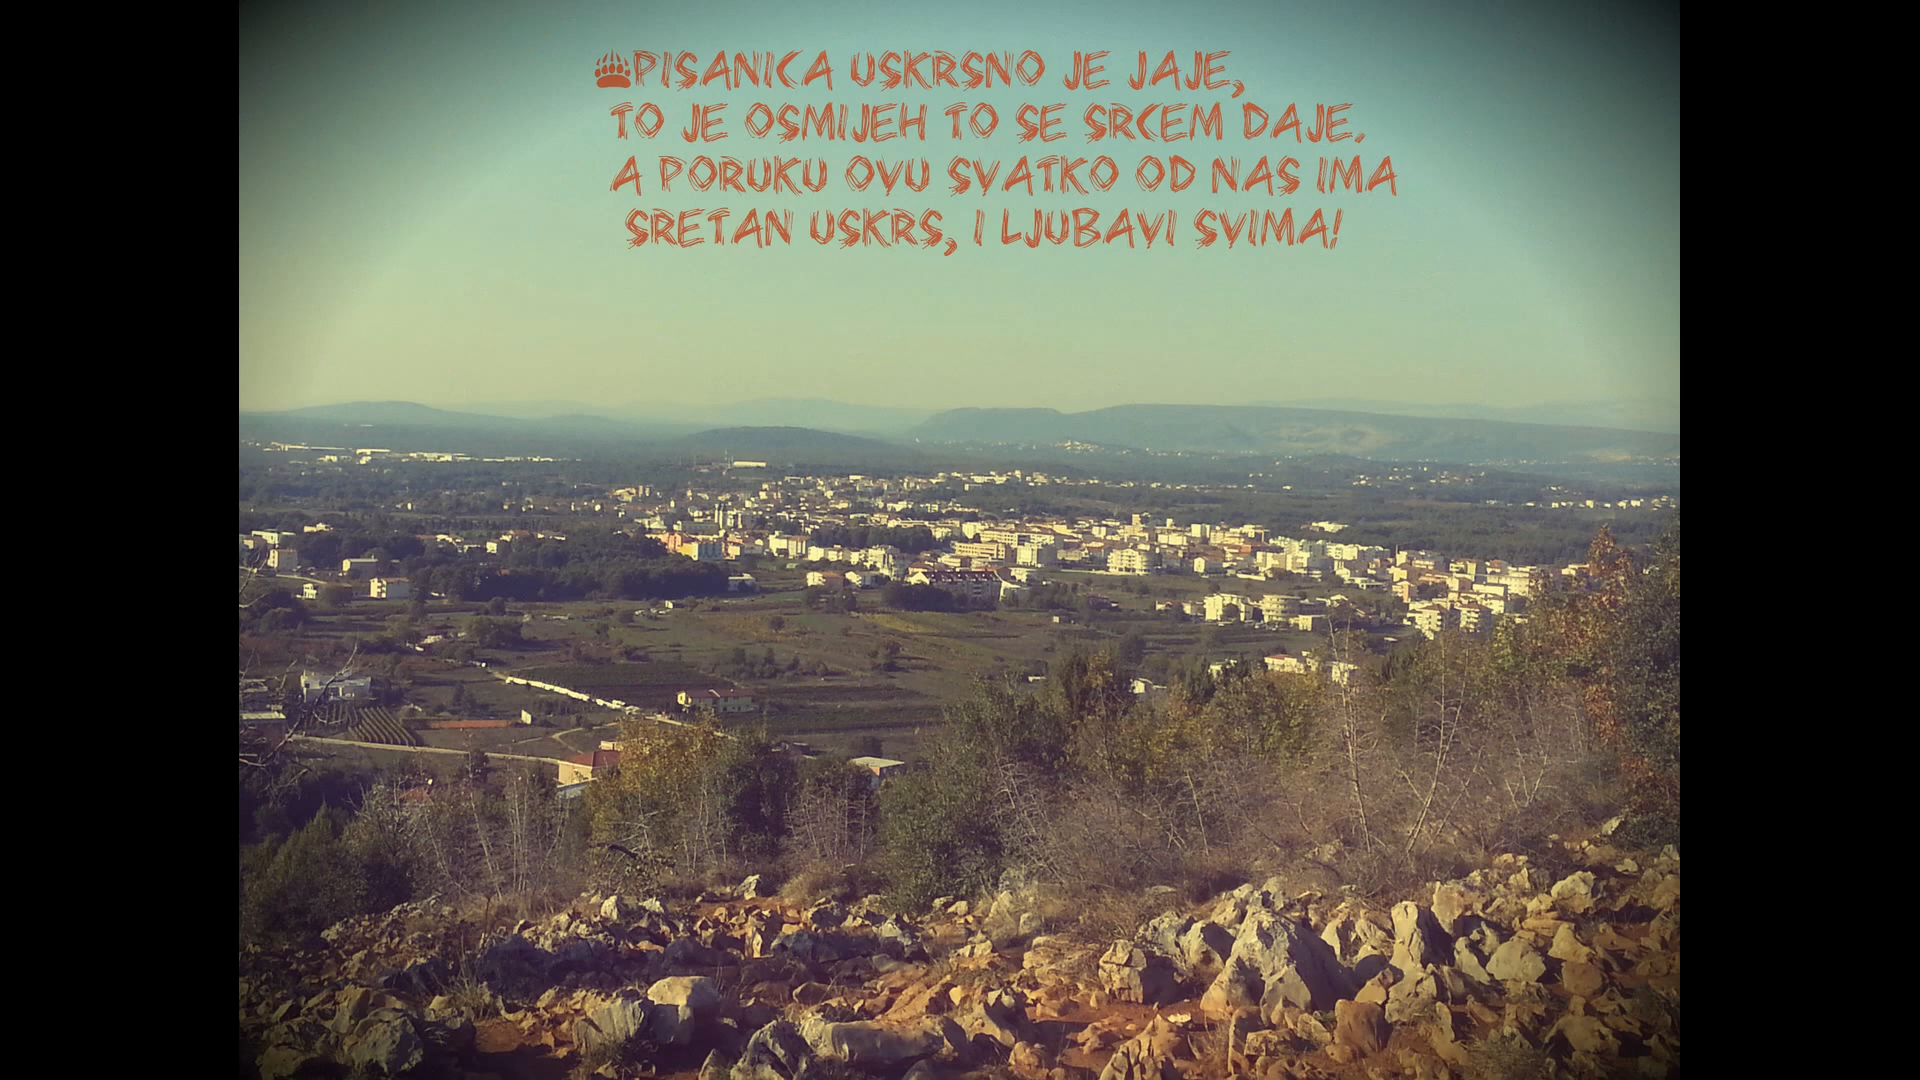 PISANICA USKRSNO JE JAJE,
TO JE OSMIJEH TO SE SRCEM DAJE.
A PORUKU OVU SVATKO OD NAS IMA
SRETAN USKRS, I LJUBAVI SVIMA!